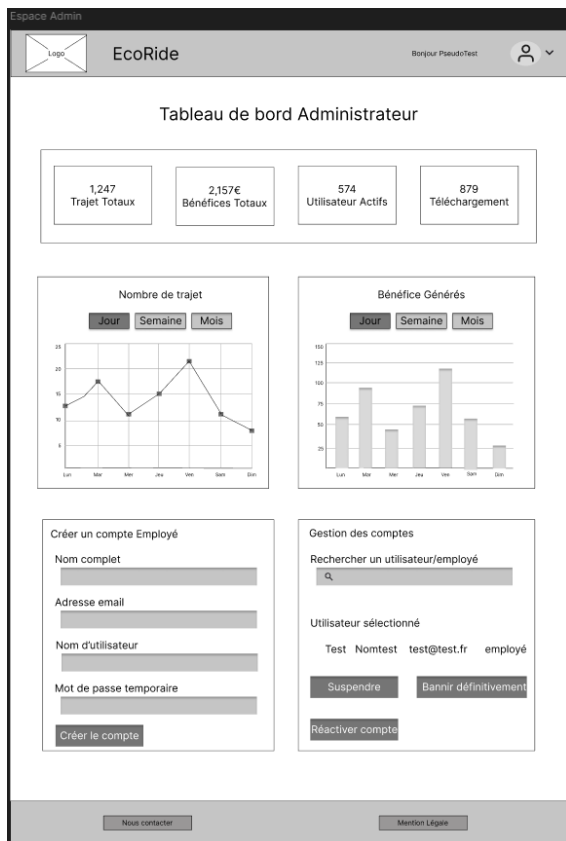 Espace Admin
Logo
EcoRide
Bonjour PseudoTest
Tableau de bord Administrateur
1,247
Trajet Totaux
2,157€
Bénéfices Totaux
574
Utilisateur Actifs
879
Téléchargement
Nombre de trajet
Jour Semaine Mois
25
20
15
10
5
Lun Mar Mer Jeu Ven Sam Dim
Bénéfice Générés
Jour Semaine Mois
150
125
100
75
50
25
Lun Mar Mer Jeu Ven Sam Dim
Créer un compte Employé
Nom complet
Adresse email
Nom d'utilisateur
Mot de passe temporaire
Créer le compte
Gestion des comptes
Rechercher un utilisateur/employé
Utilisateur sélectionné
Test Nomtest test@test.fr employé
Suspendre Bannir définitivement
Réactiver compte
Nous contacter
Mention Légale